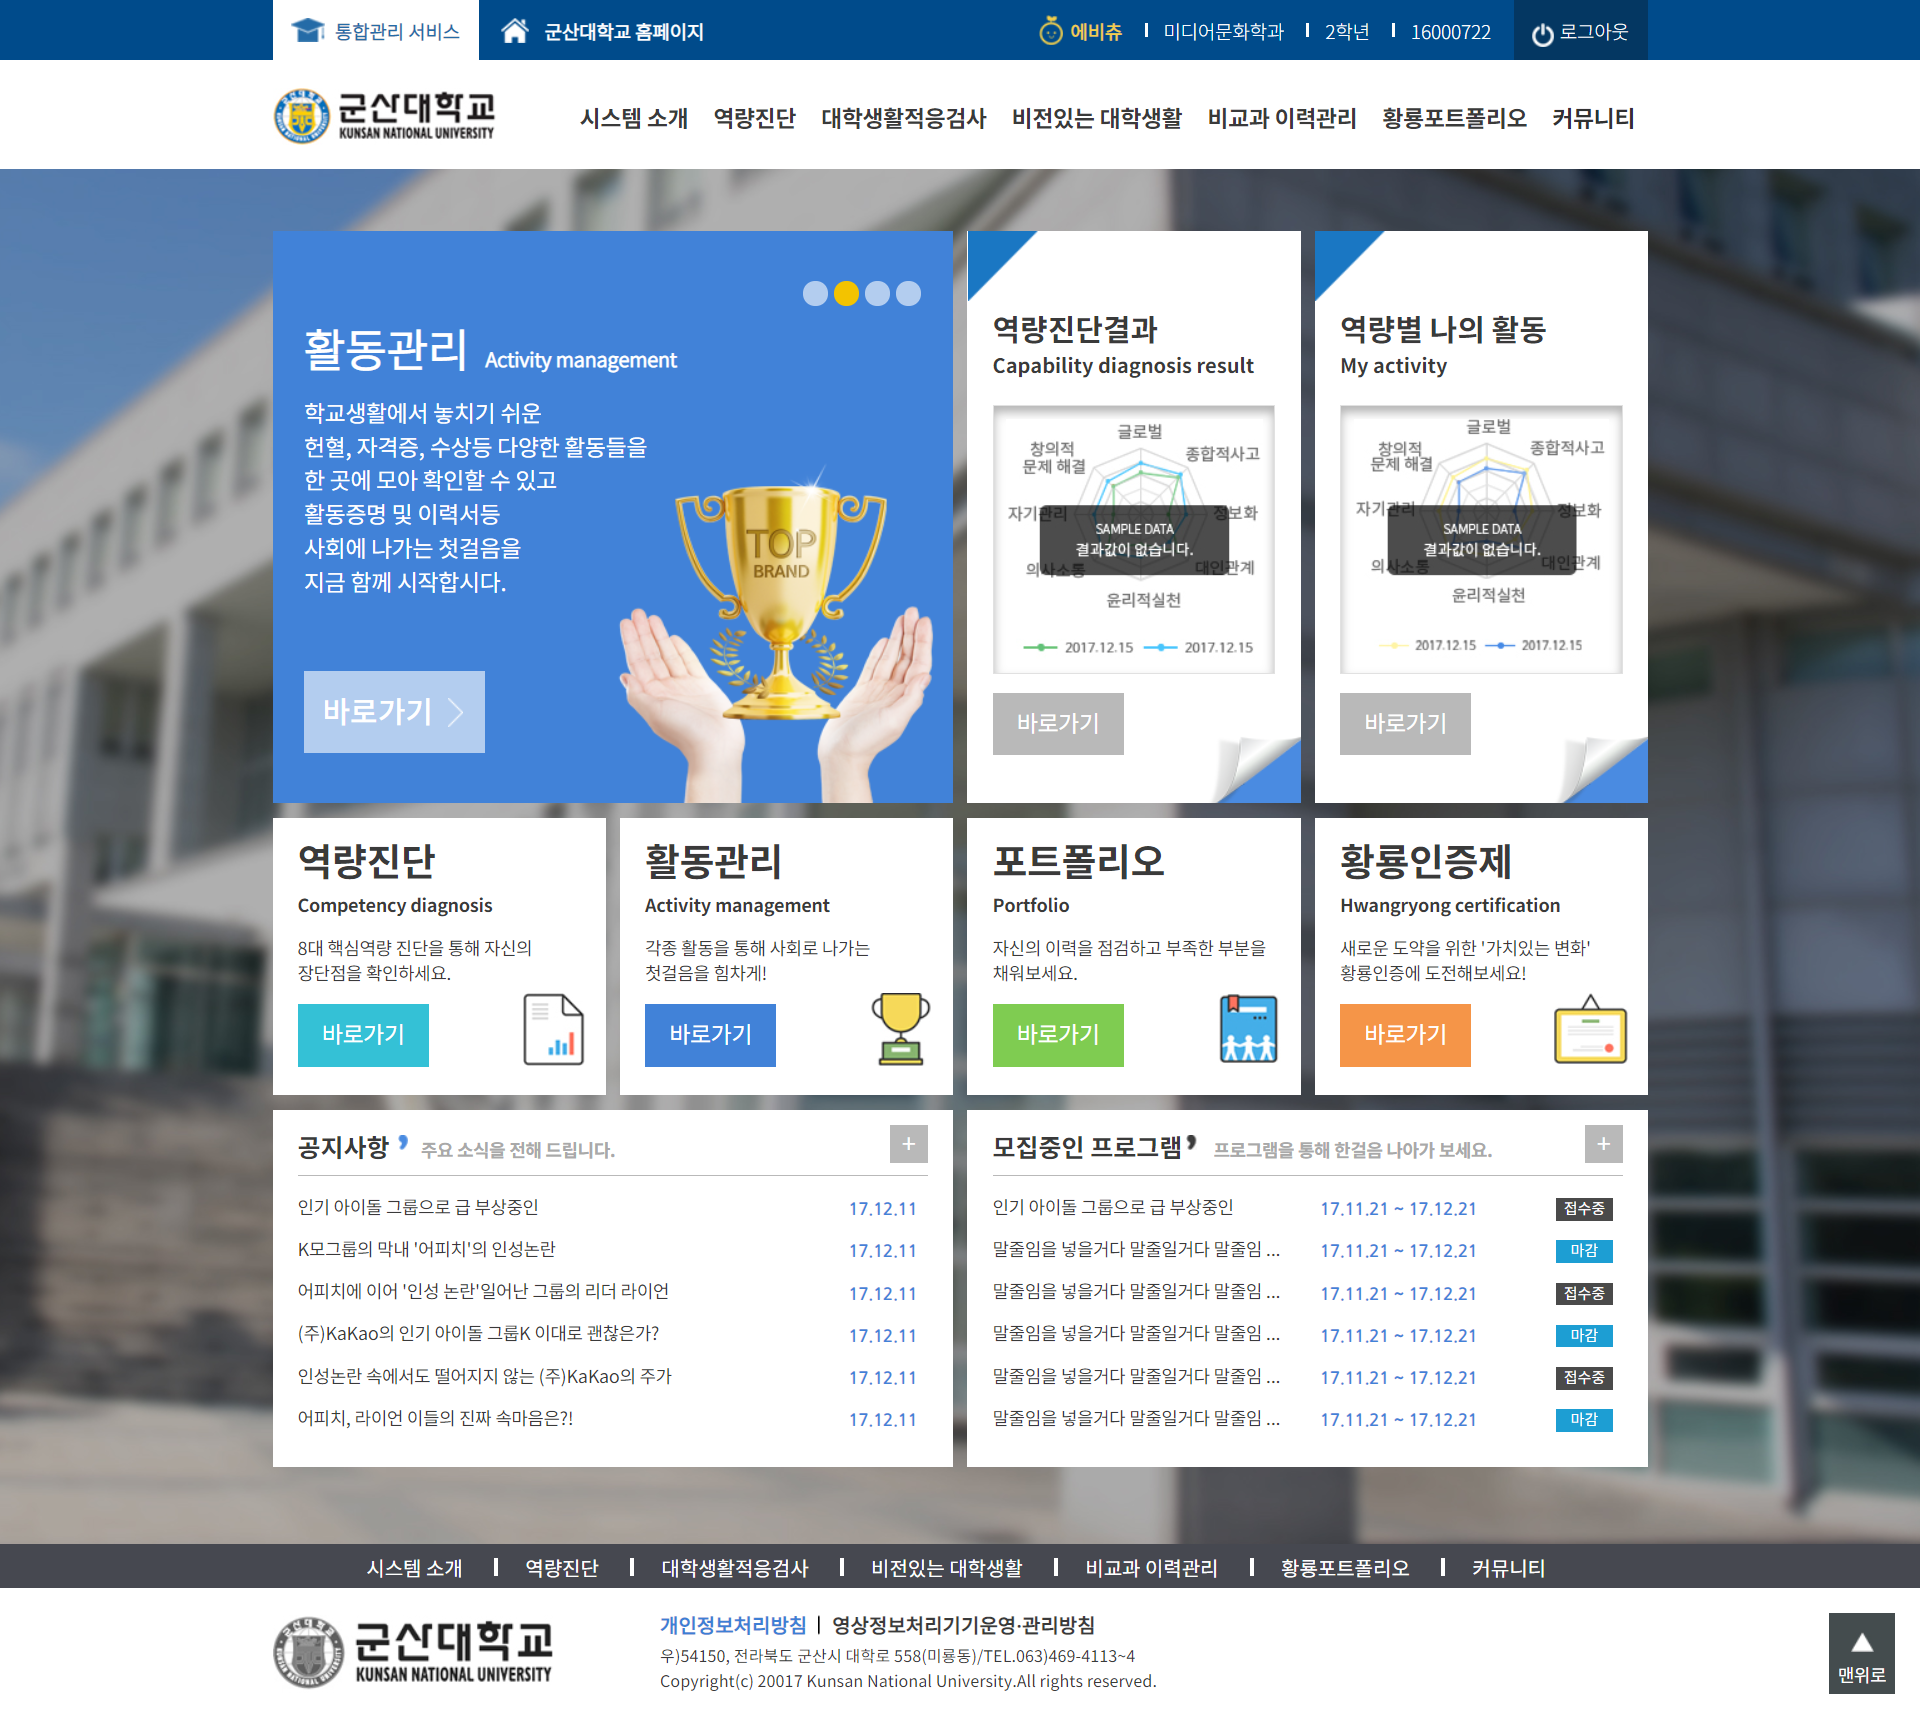 통합관리 서비스
군산대학교 홈페이지
에비츄
미디어문화학과
2학년
16000722
로그아웃
군산대학교
KUNSAN NATIONAL UNIVERSITY
시스템 소개
역량진단
대학생활적응검사
비전있는 대학생활
비교과 이력관리
황룡포트폴리오
커뮤니티
활동관리 Activity management
학교생활에서 놓치기 쉬운
헌혈, 자격증, 수상등 다양한 활동들을
한 곳에 모아 확인할 수 있고
활동증명 및 이력서등
사회에 나가는 첫걸음을
지금 함께 시작합시다.
TOP
BRAND
바로가기
역량진단결과
Capability diagnosis result
글로벌
창의적
문제 해결
종합적사고
자기관리
정보화
SAMPLE DATA
결과값이 없습니다.
의사소통
대인관계
윤리적실천
2017.12.15 2017.12.15
바로가기
역량별 나의 활동
My activity
글로벌
창의적
문제 해결
종합적사고
자기관리
정보화
SAMPLE DATA
결과값이 없습니다.
의사소통
대인관계
윤리적실천
2017.12.15 2017.12.15
바로가기
역량진단
Competency diagnosis
8대 핵심역량 진단을 통해 자신의
장단점을 확인하세요.
바로가기
활동관리
Activity management
각종 활동을 통해 사회로 나가는
첫걸음을 힘차게!
바로가기
포트폴리오
Portfolio
자신의 이력을 점검하고 부족한 부분을
채워보세요.
바로가기
황룡인증제
Hwangryong certification
새로운 도약을 위한 '가치있는 변화'
황룡인증에 도전해보세요!
바로가기
공지사항 , 주요 소식을 전해 드립니다. +
인기 아이돌 그룹으로 급 부상중인 17.12.11
K모그룹의 막내 '어피치'의 인성논란 17.12.11
어피치에 이어 '인성 논란'일어난 그룹의 리더 라이언 17.12.11
(주)KaKao의 인기 아이돌 그룹K 이대로 괜찮은가? 17.12.11
인성논란 속에서도 떨어지지 않는 (주)KaKao의 주가 17.12.11
어피치, 라이언 이들의 진짜 속마음은?! 17.12.11
모집중인 프로그램 , 프로그램을 통해 한걸음 나아가 보세요. +
인기 아이돌 그룹으로 급 부상중인 17.11.21 ~ 17.12.21 접수중
말줄임을 넣을거다 말줄일거다 말줄임 ... 17.11.21 ~ 17.12.21 마감
말줄임을 넣을거다 말줄일거다 말줄임 ... 17.11.21 ~ 17.12.21 접수중
말줄임을 넣을거다 말줄일거다 말줄임 ... 17.11.21 ~ 17.12.21 마감
말줄임을 넣을거다 말줄일거다 말줄임 ... 17.11.21 ~ 17.12.21 접수중
말줄임을 넣을거다 말줄일거다 말줄임 ... 17.11.21 ~ 17.12.21 마감
시스템 소개
역량진단
대학생활적응검사
비전있는 대학생활
비교과 이력관리
황룡포트폴리오
커뮤니티
군산대학교
KUNSAN NATIONAL UNIVERSITY
개인정보처리방침 | 영상정보처리기기운영·관리방침
우)54150, 전라북도 군산시 대학로 558(미룡동)/TEL.063)469-4113~4
Copyright(c) 20017 Kunsan National University.All rights reserved.
맨위로